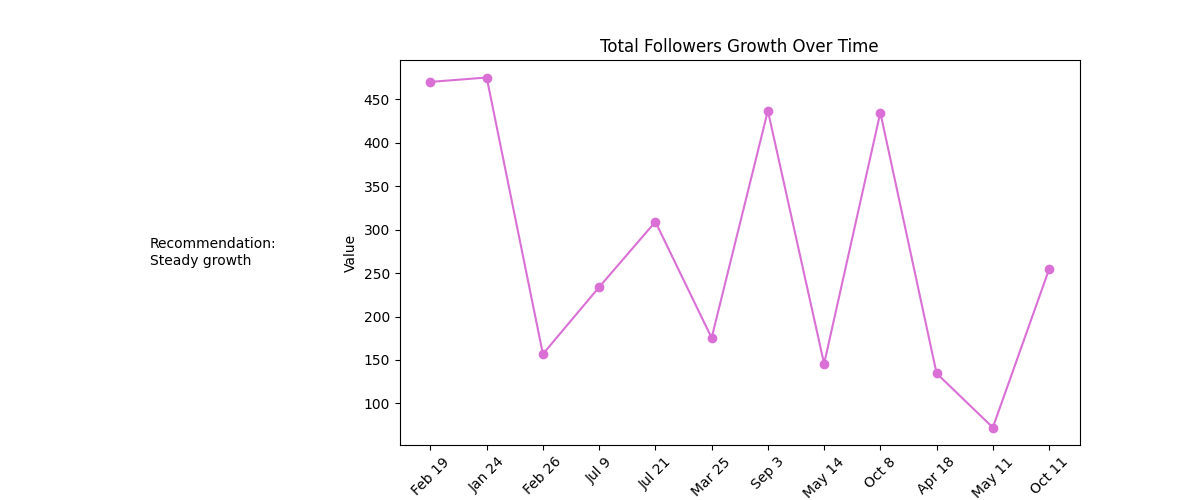 Total Followers Growth Over Time
Recommendation:
Steady growth
Value
450
400
350
300
250
200
150
100
Feb 19
Jan 24
Feb 26
Jul 9
Jul 21
Mar 25
Sep 3
May 14
Oct 8
Apr 18
May 11
Oct 11